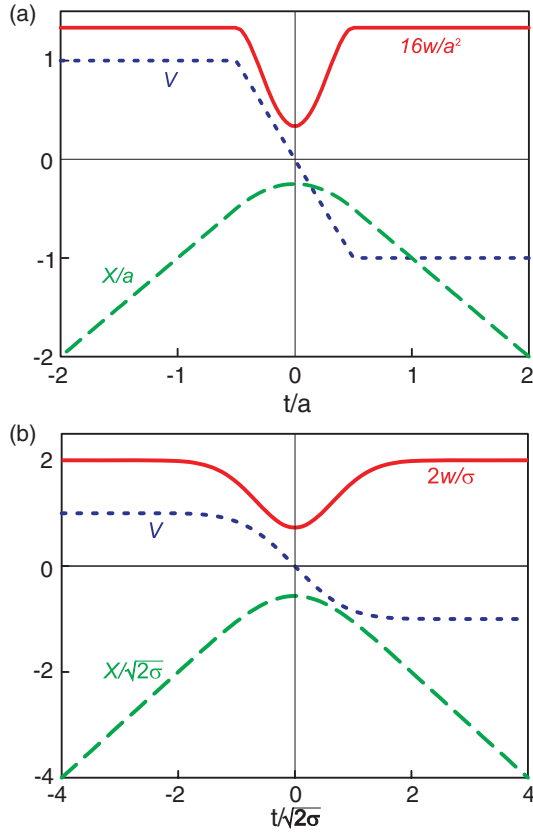 (a)
16w/a²
1
V
0
-1
X/a
-2
-2 -1 0 1 2
t/a
(b)
2
2w/σ
V
0
-2
X/√2σ
-4
-4 -2 0 2 4
t/√2σ